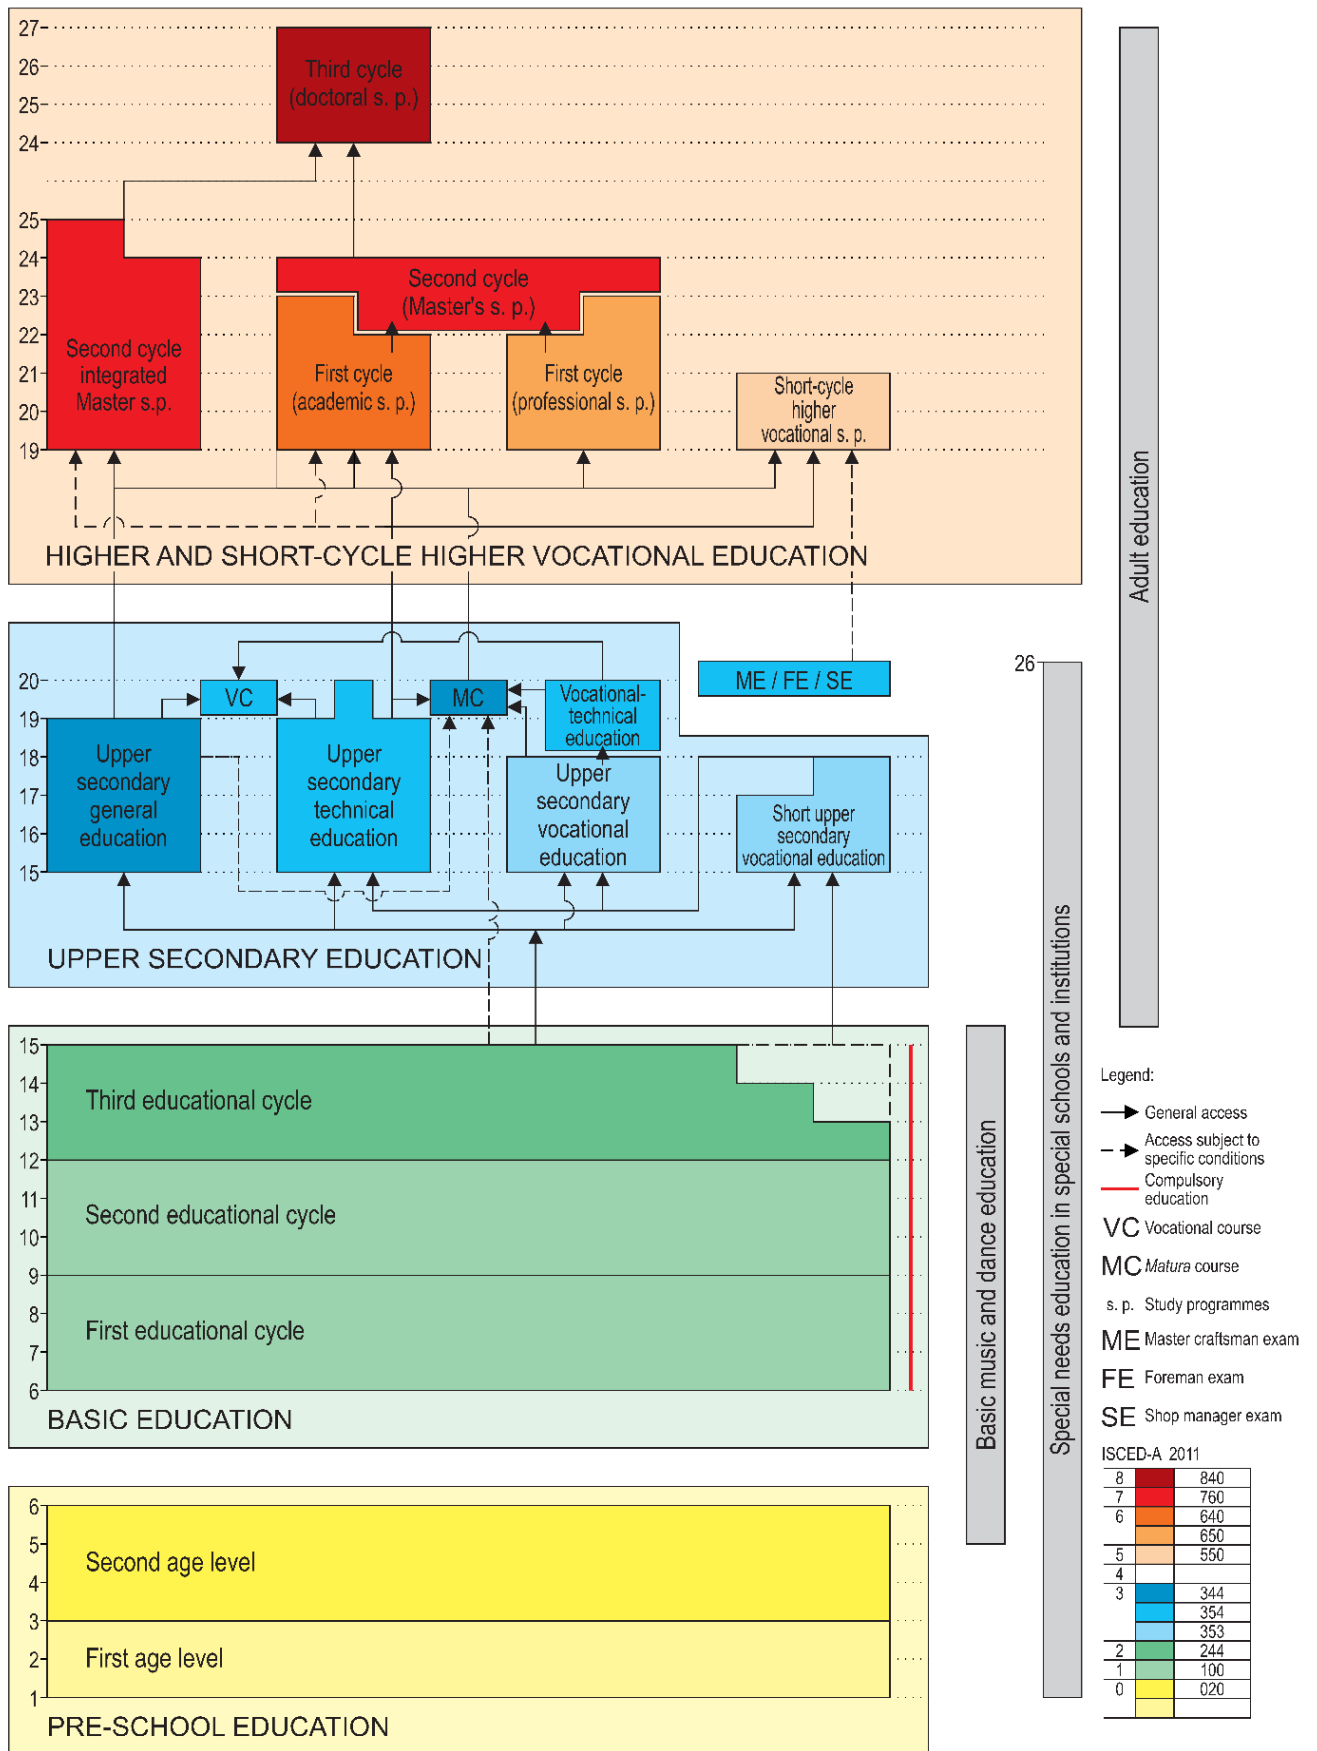 27
26
25
24
25
24
23
22
21
20
19
Third cycle
(doctoral s. p.)
Second cycle
(Master's s. p.)
Second cycle
integrated
Master s.p.
First cycle
(academic s. p.)
First cycle
(professional s. p.)
Short-cycle
higher
vocational s. p.
HIGHER AND SHORT-CYCLE HIGHER VOCATIONAL EDUCATION
Adult education
20
19
18
17
16
15
VC
MC
Vocational-
technical
education
ME / FE / SE
Upper
secondary
general
education
Upper
secondary
technical
education
Upper
secondary
vocational
education
Short upper
secondary
vocational education
UPPER SECONDARY EDUCATION
26
Special needs education in special schools and institutions
15
14
13
12
11
10
9
8
7
6
Third educational cycle
Second educational cycle
First educational cycle
BASIC EDUCATION
Basic music and dance education
6
5
4
3
2
1
Second age level
First age level
PRE-SCHOOL EDUCATION
Legend:
General access
Access subject to
specific conditions
Compulsory
education
VC Vocational course
MC Matura course
s. p. Study programmes
ME Master craftsman exam
FE Foreman exam
SE Shop manager exam
ISCED-A 2011
8 840
7 760
6 640
650
5 550
4
3 344
354
353
2 244
1 100
0 020